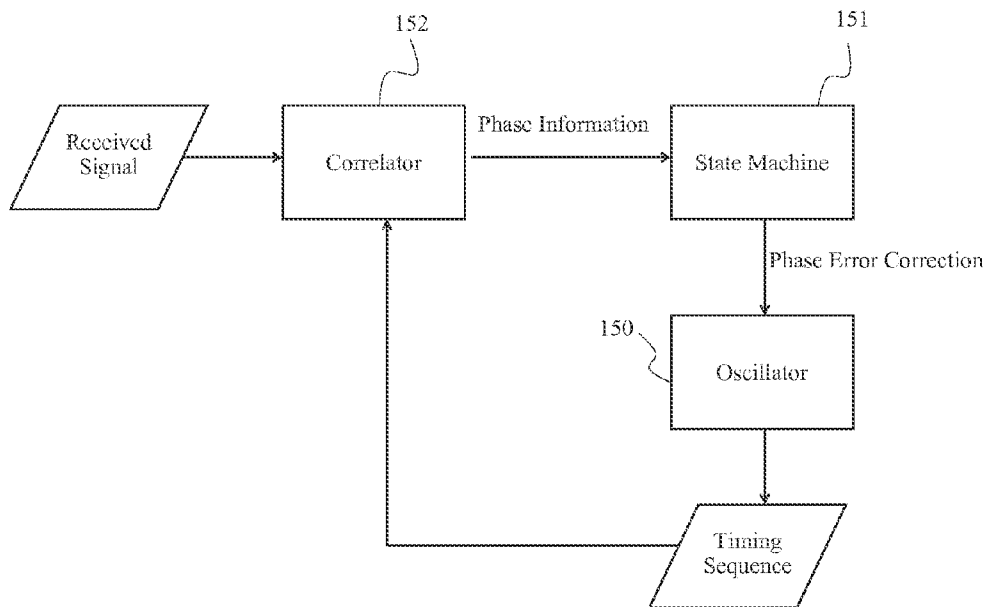 152
151
Received
Signal
Correlator
Phase Information
State Machine
Phase Error Correction
150
Oscillator
Timing
Sequence